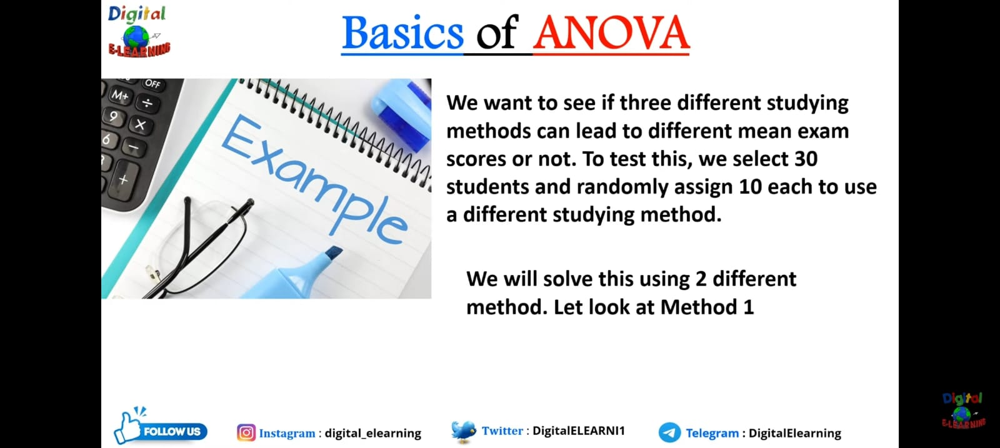 Digital
E-LEARNING
Basics of ANOVA
OFF
M+
÷
9
X
6
−
+
Example
We want to see if three different studying
methods can lead to different mean exam
scores or not. To test this, we select 30
students and randomly assign 10 each to use
a different studying method.
We will solve this using 2 different
method. Let look at Method 1
FOLLOW US
Instagram : digital_elearning
Twitter : DigitalELEARNI1
Telegram : DigitalElearning
Digital
E-LEARNING